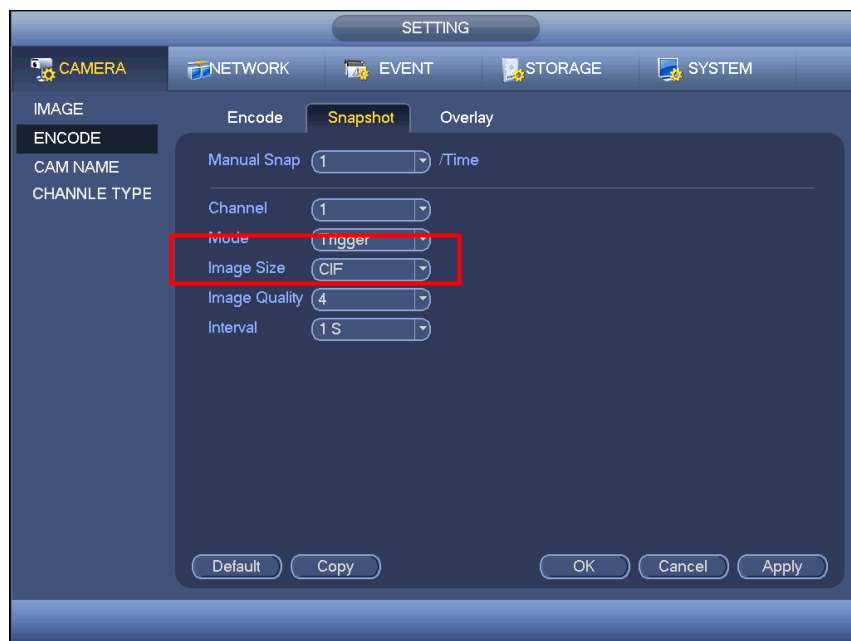 SETTING
CAMERA NETWORK EVENT STORAGE SYSTEM
IMAGE
ENCODE
CAM NAME
CHANNLE TYPE
Encode Snapshot Overlay
Manual Snap 1 /Time
Channel 1
Mode Trigger
Image Size CIF
Image Quality 4
Interval 1 S
Default Copy OK Cancel Apply